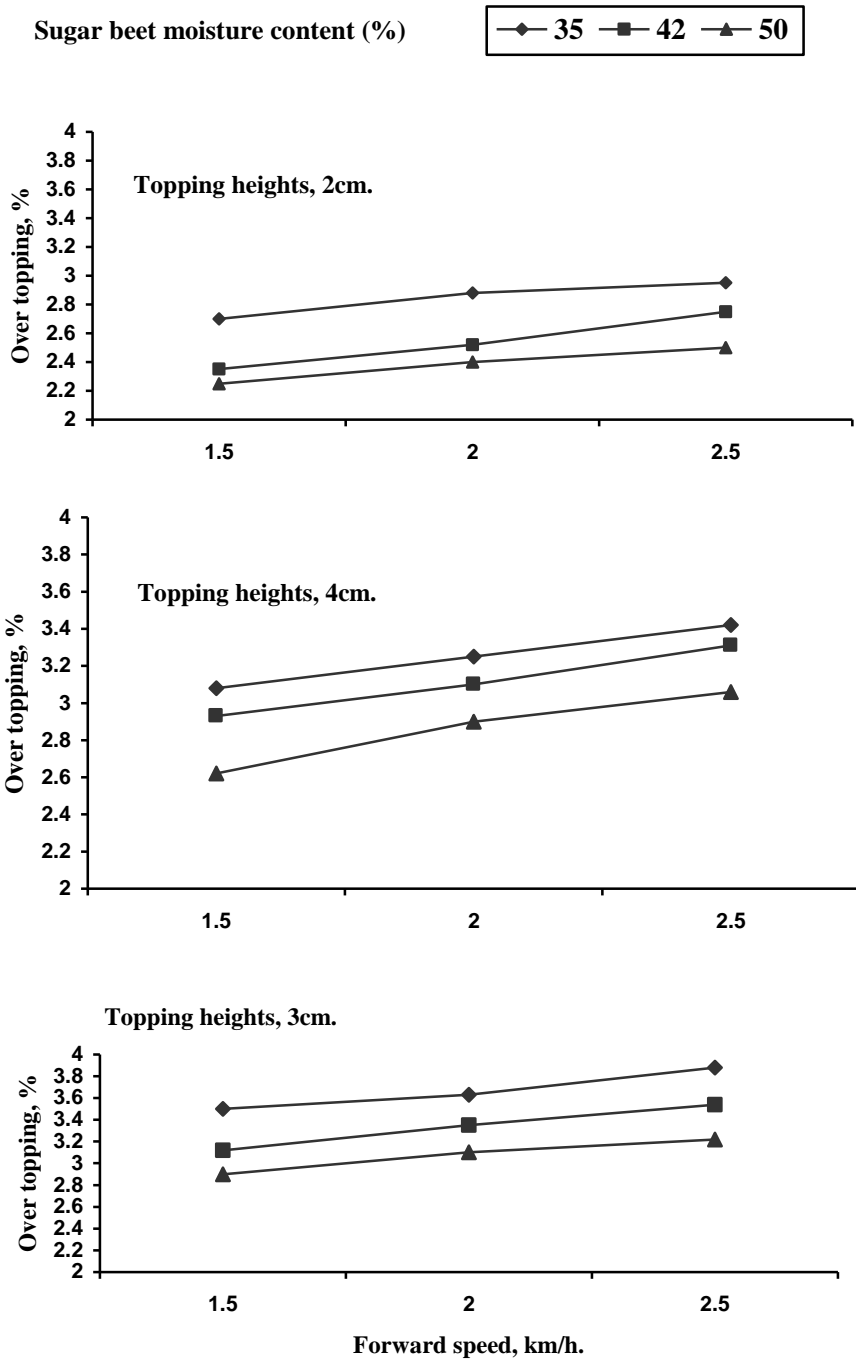 Sugar beet moisture content (%)
35 42 50
4
3.8
3.6
3.4
3.2
3
2.8
2.6
2.4
2.2
2
Over topping, %
Topping heights, 2cm.
1.5 2 2.5
4
3.8
3.6
3.4
3.2
3
2.8
2.6
2.4
2.2
2
Over topping, %
Topping heights, 4cm.
1.5 2 2.5
Topping heights, 3cm.
4
3.8
3.6
3.4
3.2
3
2.8
2.6
2.4
2.2
2
Over topping, %
1.5 2 2.5
Forward speed, km/h.